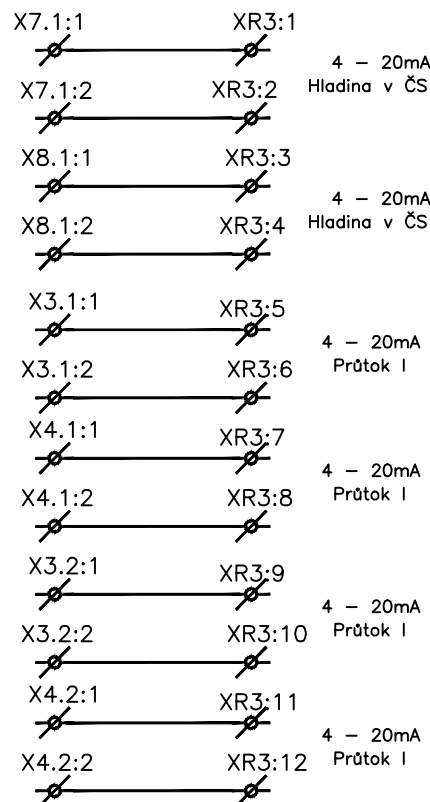 X7.1:1 XR3:1
4 – 20mA
Hladina v ČS
X7.1:2 XR3:2
X8.1:1 XR3:3
4 – 20mA
Hladina v ČS
X8.1:2 XR3:4
X3.1:1 XR3:5
4 – 20mA
Průtok I
X3.1:2 XR3:6
X4.1:1 XR3:7
4 – 20mA
Průtok I
X4.1:2 XR3:8
X3.2:1 XR3:9
4 – 20mA
Průtok I
X3.2:2 XR3:10
X4.2:1 XR3:11
4 – 20mA
Průtok I
X4.2:2 XR3:12